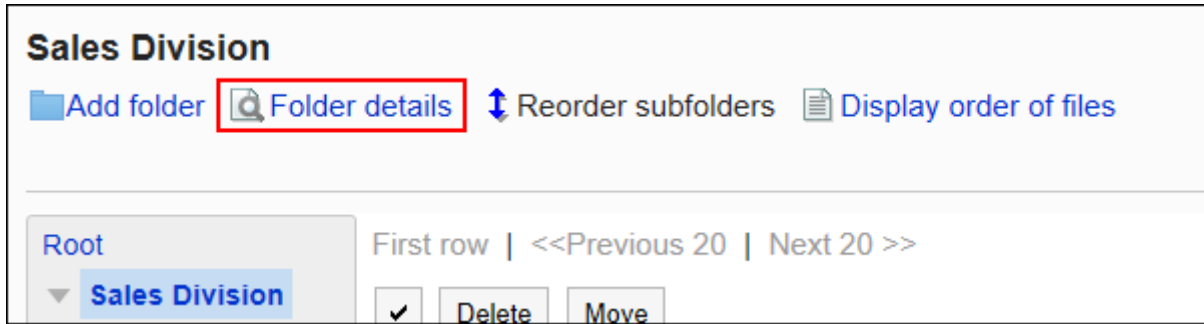 Sales Division
Add folder Folder details Reorder subfolders Display order of files
Root
Sales Division
First row | <<Previous 20 | Next 20 >>
Delete Move